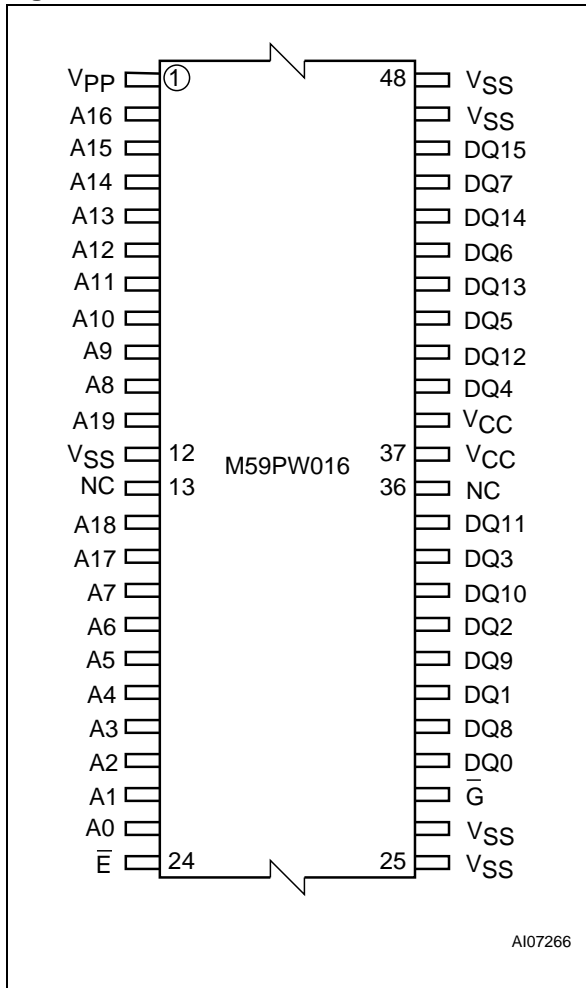 VPP 1 48 VSS
A16 VSS
A15 DQ15
A14 DQ7
A13 DQ14
A12 DQ6
A11 DQ13
A10 DQ5
A9 DQ12
A8 DQ4
A19 VCC
VSS 12 37 VCC
M59PW016
NC 13 36 NC
A18 DQ11
A17 DQ3
A7 DQ10
A6 DQ2
A5 DQ9
A4 DQ1
A3 DQ8
A2 DQ0
A1 G̅
A0 VSS
E̅ 24 25 VSS
AI07266